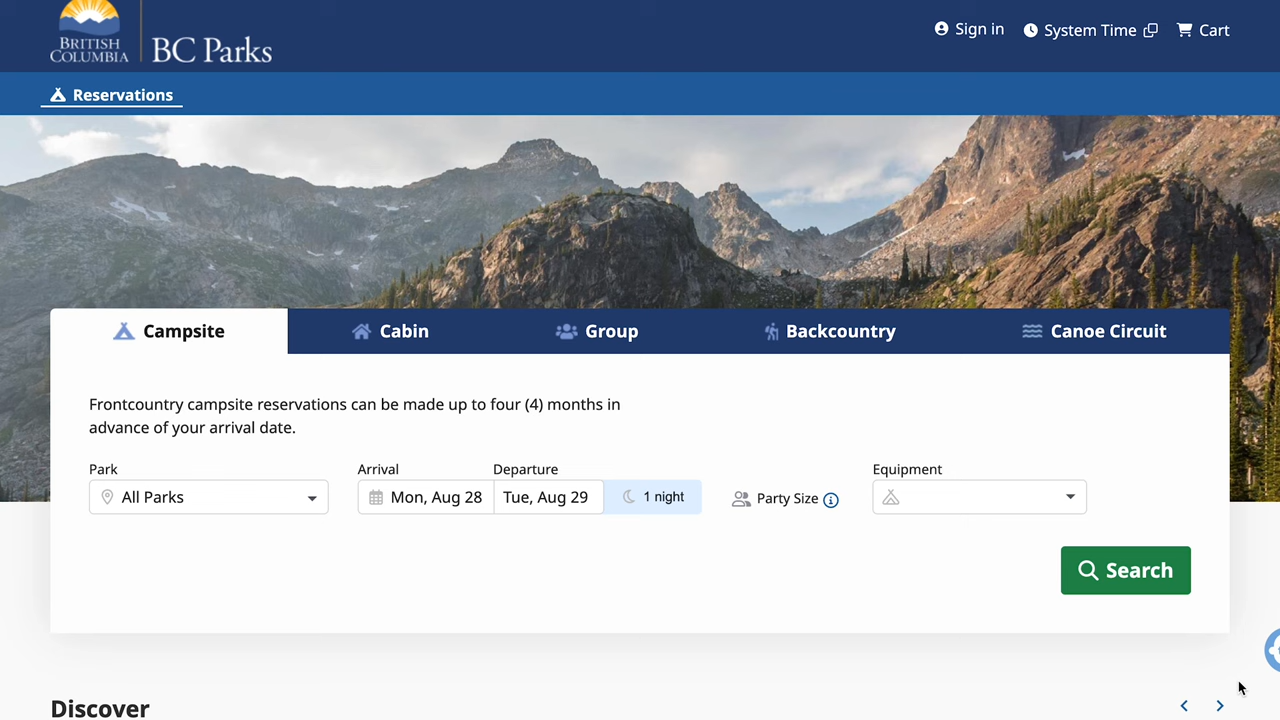 BRITISH
COLUMBIA
BC Parks
Sign in
System Time
Cart
Reservations
Campsite
Cabin
Group
Backcountry
Canoe Circuit
Frontcountry campsite reservations can be made up to four (4) months in
advance of your arrival date.
Park
Arrival
Departure
Equipment
All Parks
Mon, Aug 28
Tue, Aug 29
1 night
Party Size
Search
Discover